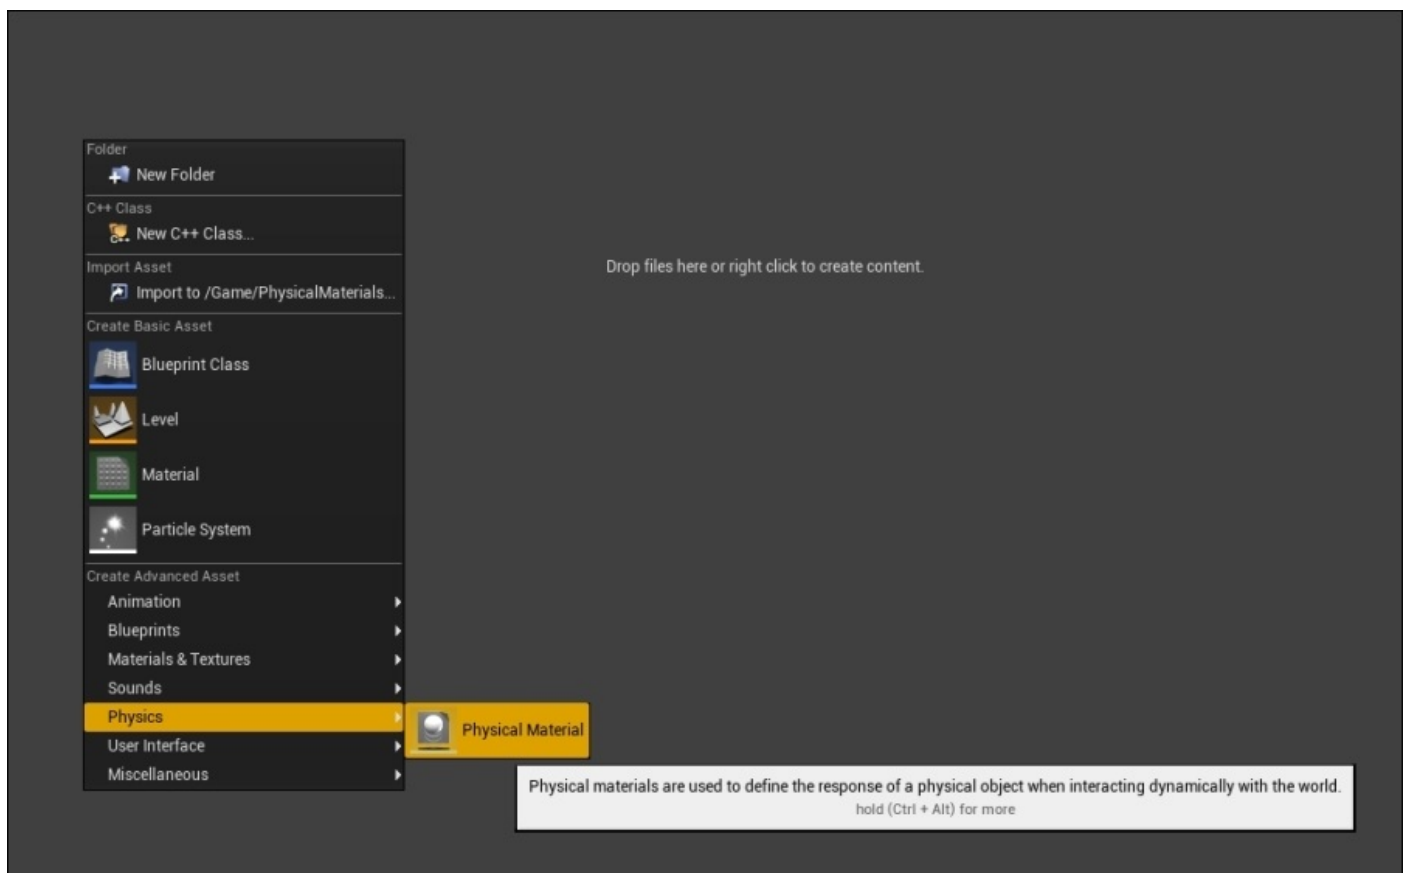 Folder
New Folder
C++ Class
New C++ Class...
Import Asset
Import to /Game/PhysicalMaterials...
Create Basic Asset
Blueprint Class
Level
Material
Particle System
Create Advanced Asset
Animation
Blueprints
Materials & Textures
Sounds
Physics
User Interface
Miscellaneous
Physical Material
Physical materials are used to define the response of a physical object when interacting dynamically with the world.
hold (Ctrl + Alt) for more
Drop files here or right click to create content.